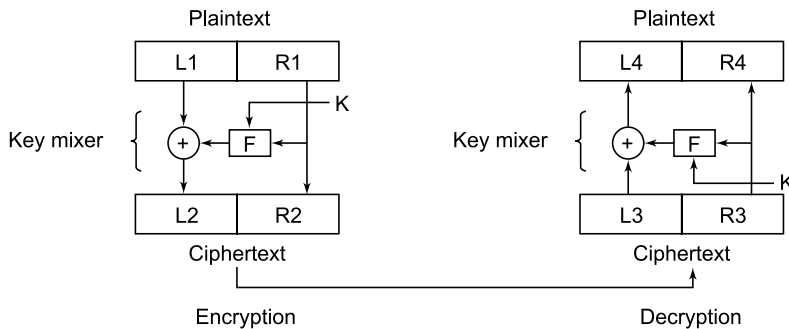 Plaintext
L1 R1
K
Key mixer
+ F
L2 R2
Ciphertext
Encryption
Plaintext
L4 R4
Key mixer
+ F
K
L3 R3
Ciphertext
Decryption